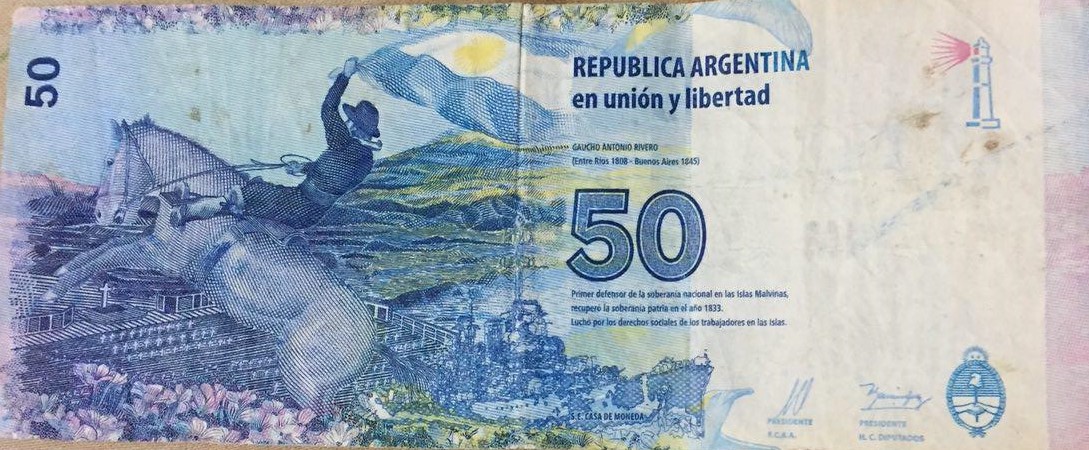 50
REPUBLICA ARGENTINA
en unión y libertad
GAUCHO ANTONIO RIVERO
(Entre Ríos 1808 - Buenos Aires 1845)
50
Primer defensor de la soberanía nacional en las Islas Malvinas,
recuperó la soberanía patria en el año 1833.
Luchó por los derechos sociales de los trabajadores en las islas.
S.E. CASA DE MONEDA
PRESIDENTE
B.C.R.A.
PRESIDENTE
H. C. DIPUTADOS